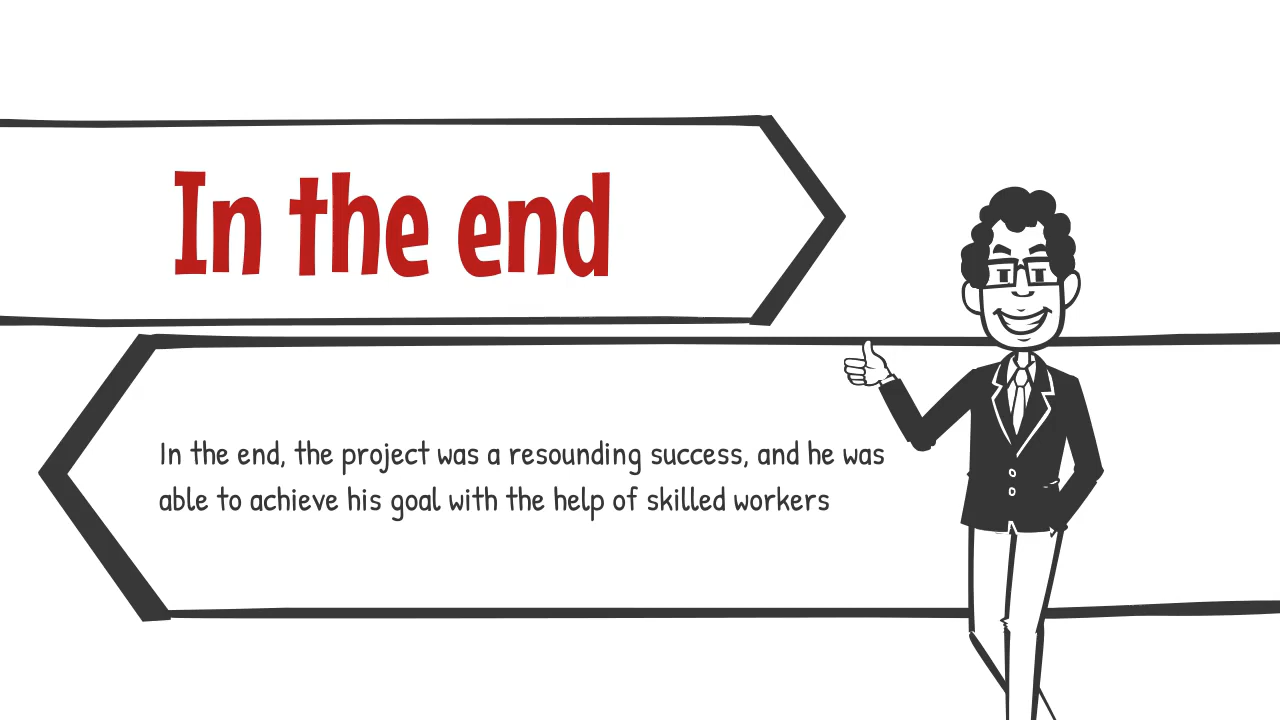 In the end
In the end, the project was a resounding success, and he was
able to achieve his goal with the help of skilled workers